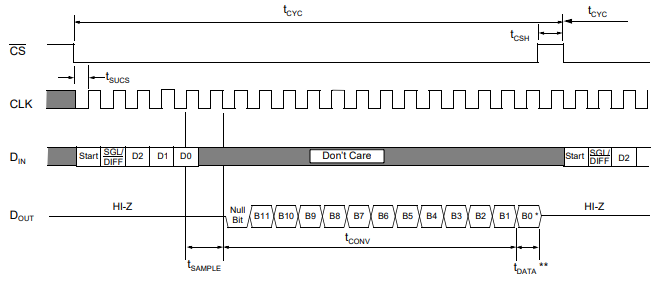 tCYC tCYC
tCSH
CS
tSUCS
CLK
DIN Start SGL/DIFF D2 D1 D0 Don't Care Start SGL/DIFF D2
DOUT HI-Z Null Bit B11 B10 B9 B8 B7 B6 B5 B4 B3 B2 B1 B0 * HI-Z
tCONV
tSAMPLE tDATA **